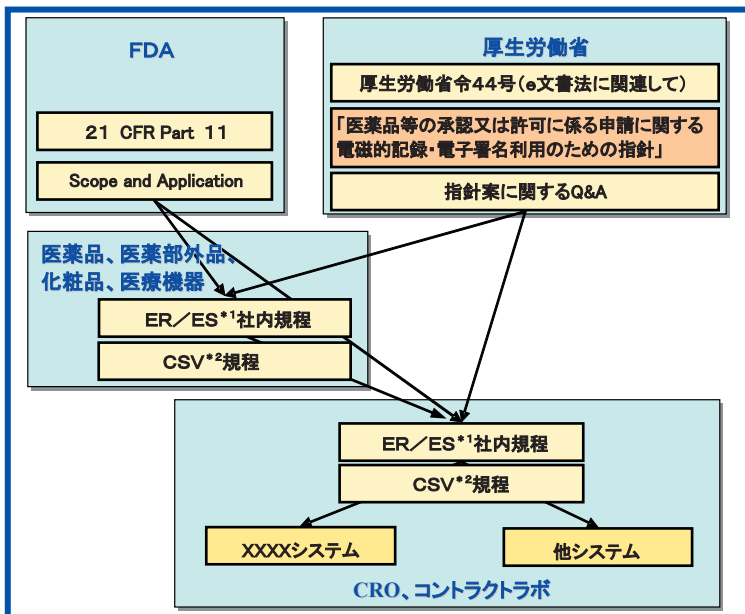 FDA
21 CFR Part 11
Scope and Application
厚生労働省
厚生労働省令44号(e文書法に関連して)
「医薬品等の承認又は許可に係る申請に関する
電磁的記録・電子署名利用のための指針」
指針案に関するQ&A
医薬品、医薬部外品、
化粧品、医療機器
ER/ES*1社内規程
CSV*2規程
ER/ES*1社内規程
CSV*2規程
XXXXシステム
他システム
CRO、コントラクトラボ